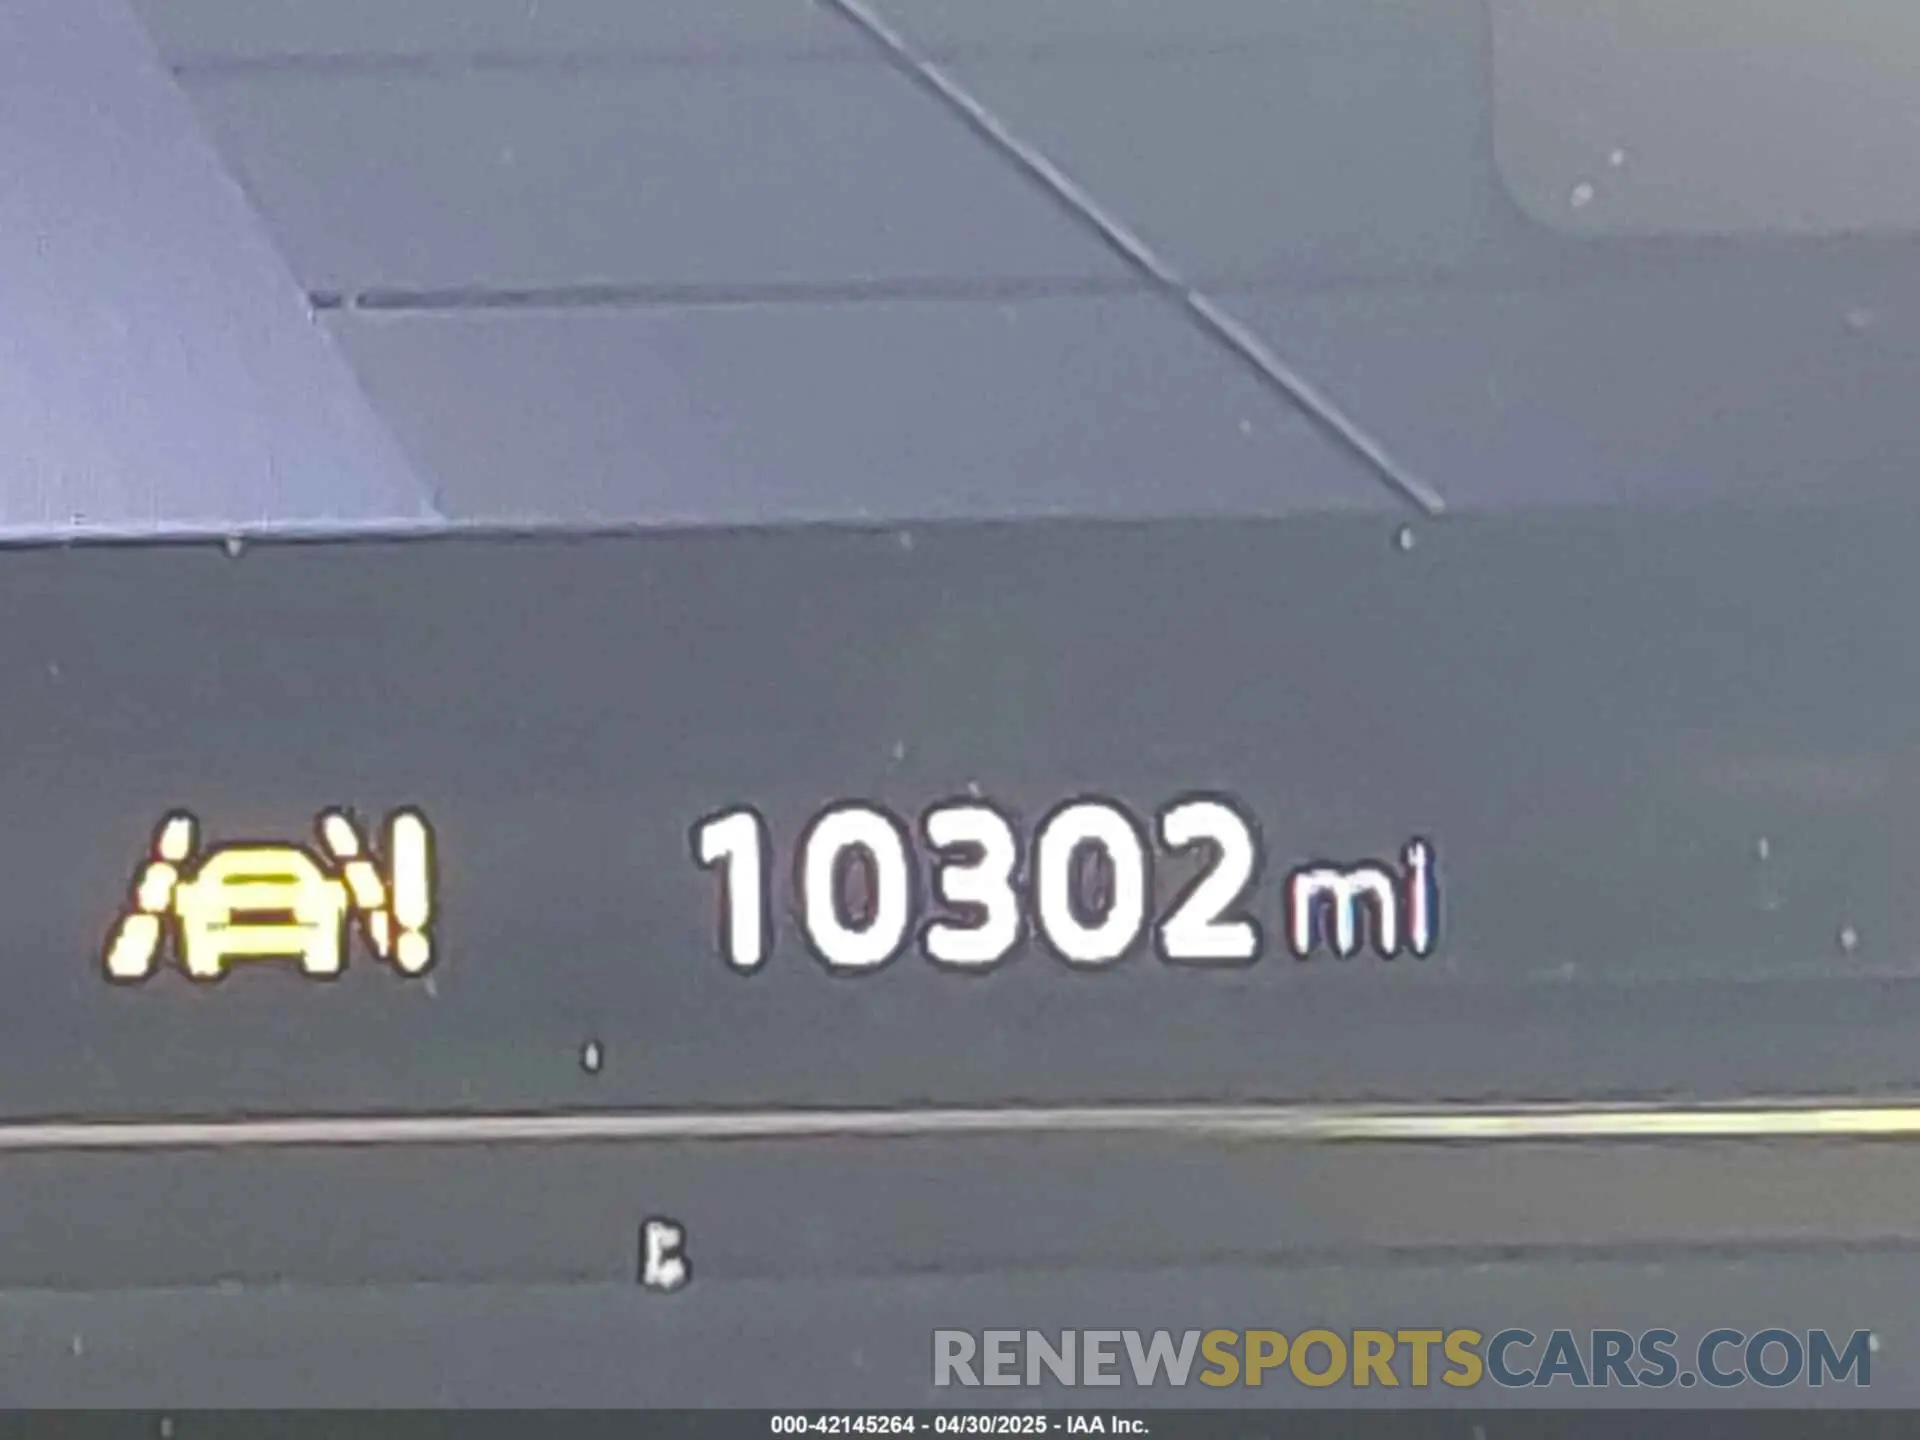 10302 mi
RENEWSPORTSCARS.COM
000-42145264 - 04/30/2025 - IAA Inc.